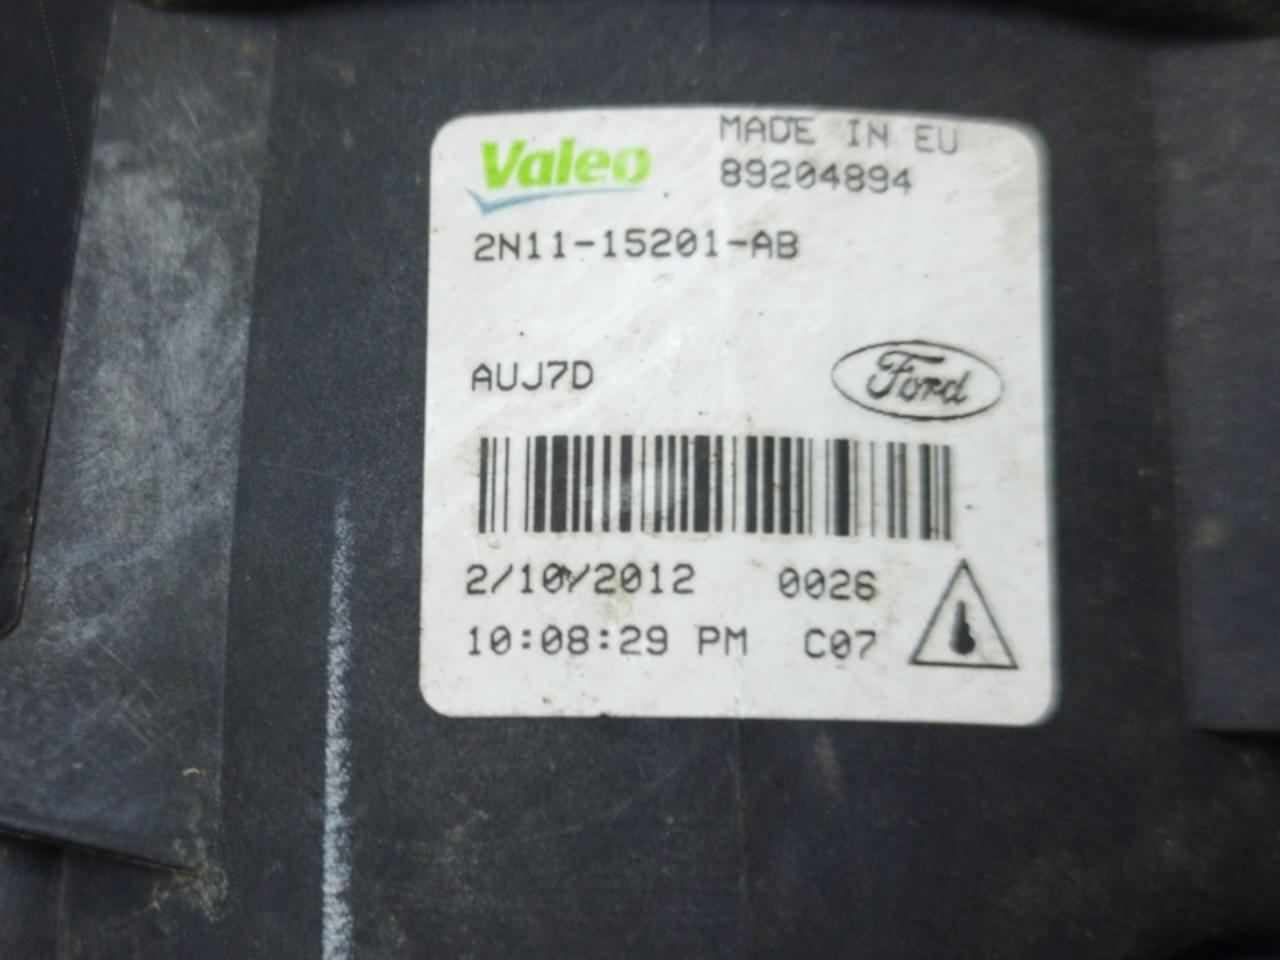 Valeo MADE IN EU
89204894
2N11-15201-AB
AUJ7D
Ford
2/10/2012 0026
10:08:29 PM C07